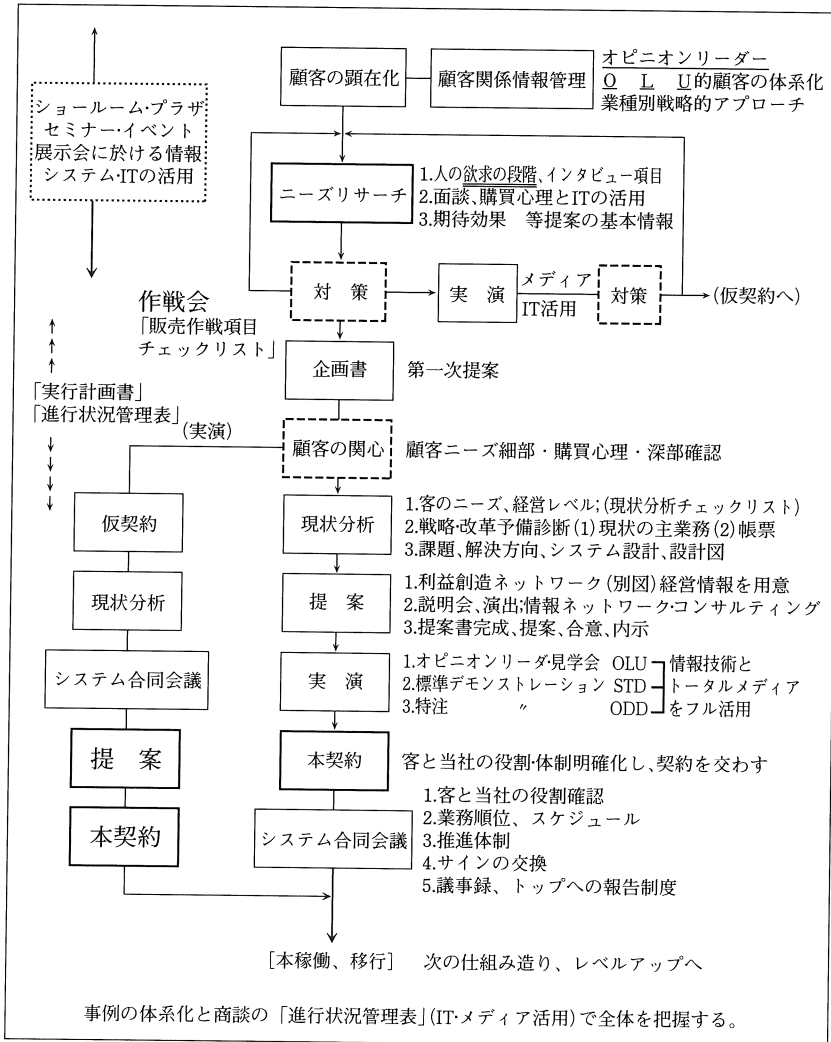 顧客の顕在化
顧客関係情報管理
オピニオンリーダー
O L U的顧客の体系化
業種別戦略的アプローチ
ショールーム・プラザ
セミナー・イベント
展示会に於ける情報
システム・ITの活用
ニーズリサーチ
1.人の欲求の段階、インタビュー項目
2.面談、購買心理とITの活用
3.期待効果 等提案の基本情報
対 策
実 演
メディア
IT活用
対策
(仮契約へ)
作戦会
「販売作戦項目
チェックリスト」
企画書
第一次提案
「実行計画書」
「進行状況管理表」
(実演)
顧客の関心
顧客ニーズ細部・購買心理・深部確認
仮契約
現状分析
システム合同会議
提 案
本契約
現状分析
1.客のニーズ、経営レベル;(現状分析チェックリスト)
2.戦略・改革予備診断(1)現状の主業務(2)帳票
3.課題、解決方向、システム設計、設計図
提 案
1.利益創造ネットワーク(別図)経営情報を用意
2.説明会、演出;情報ネットワーク・コンサルティング
3.提案書完成、提案、合意、内示
実 演
1.オピニオンリーダ・見学会 OLU
2.標準デモンストレーション STD
3.特注 〃 ODD
情報技術と
トータルメディア
をフル活用
本契約
客と当社の役割・体制明確化し、契約を交わす
システム合同会議
1.客と当社の役割確認
2.業務順位、スケジュール
3.推進体制
4.サインの交換
5.議事録、トップへの報告制度
[本稼働、移行] 次の仕組み造り、レベルアップへ
事例の体系化と商談の「進行状況管理表」(IT・メディア活用)で全体を把握する。